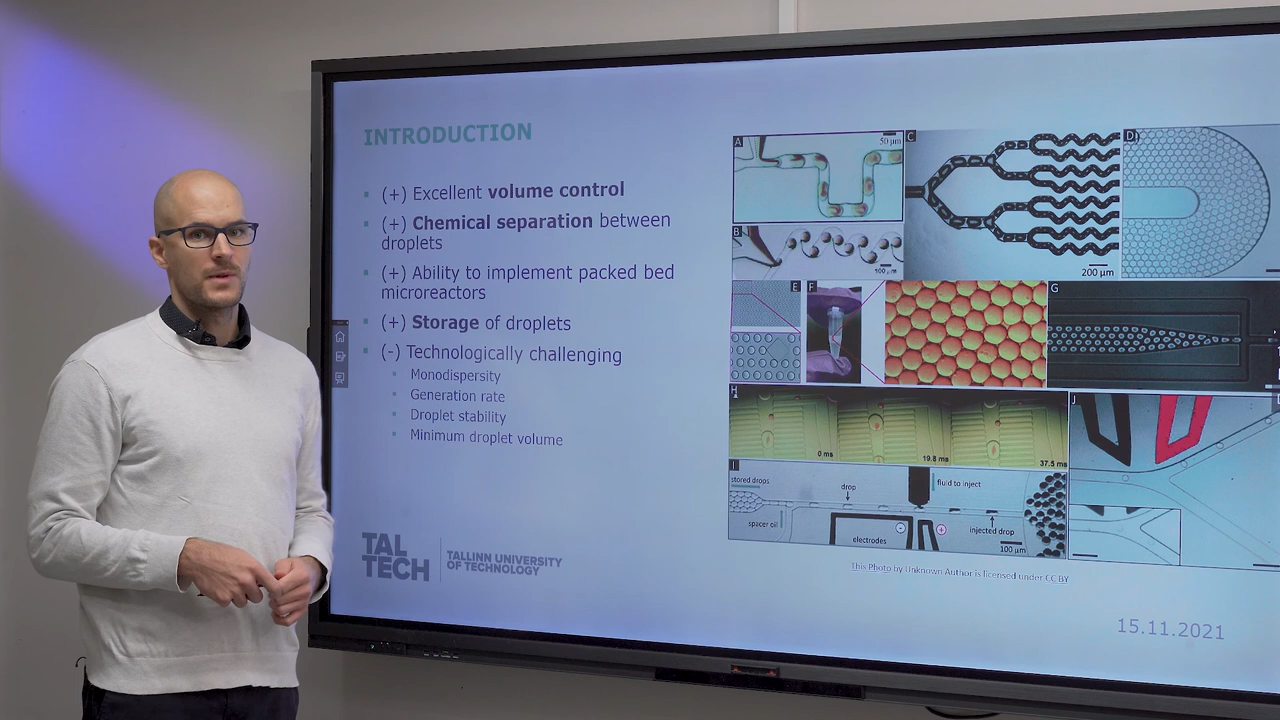 INTRODUCTION
(+) Excellent volume control
(+) Chemical separation between
droplets
(+) Ability to implement packed bed
microreactors
(+) Storage of droplets
(-) Technologically challenging
Monodispersity
Generation rate
Droplet stability
Minimum droplet volume
TAL
TECH
TALLINN UNIVERSITY
OF TECHNOLOGY
A
50 µm
B
100 µm
C
200 µm
D
E
F
G
H
0 ms
19.8 ms
37.5 ms
I
stored drops
drop
fluid to inject
spacer oil
electrodes
-
+
injected drop
100 µm
J
This Photo by Unknown Author is licensed under CC BY
15.11.2021